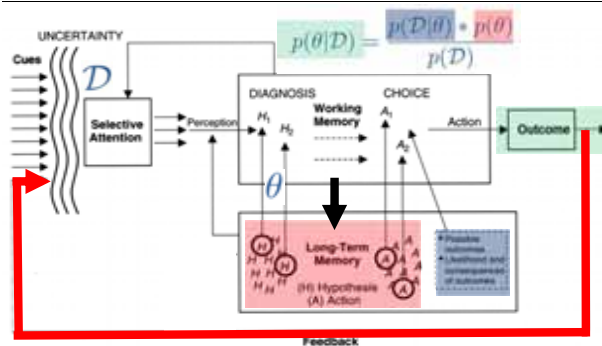 p(θ|D) = p(D|θ) * p(θ) / p(D)
UNCERTAINTY
Cues
D
Selective
Attention
Perception
DIAGNOSIS
H₁
H₂
Working
Memory
CHOICE
A₁
A₂
Action
Outcome
θ
H H H H H H H H H
Long-Term
Memory
(H) Hypothesis
(A) Action
A A A A A A A A A
Possible
outcomes
Likelihood and
consequences
of outcomes
Feedback